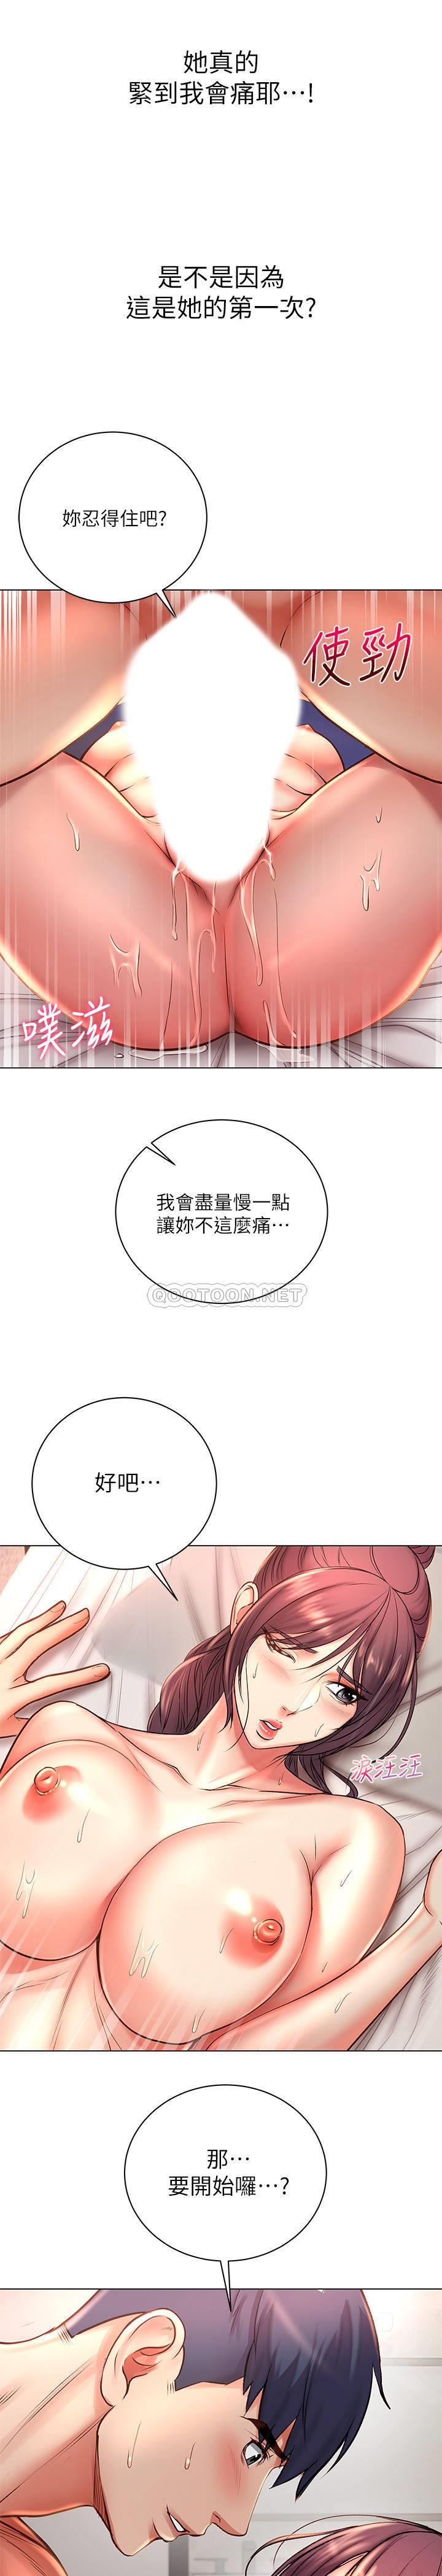 她真的
緊到我會痛耶⋯!
是不是因為
這是她的第一次?
妳忍得住吧?
使勁
噗滋
我會盡量慢一點
讓妳不這麼痛⋯
QOOTOON.NET
好吧⋯
淚汪汪
那⋯
要開始囉⋯?